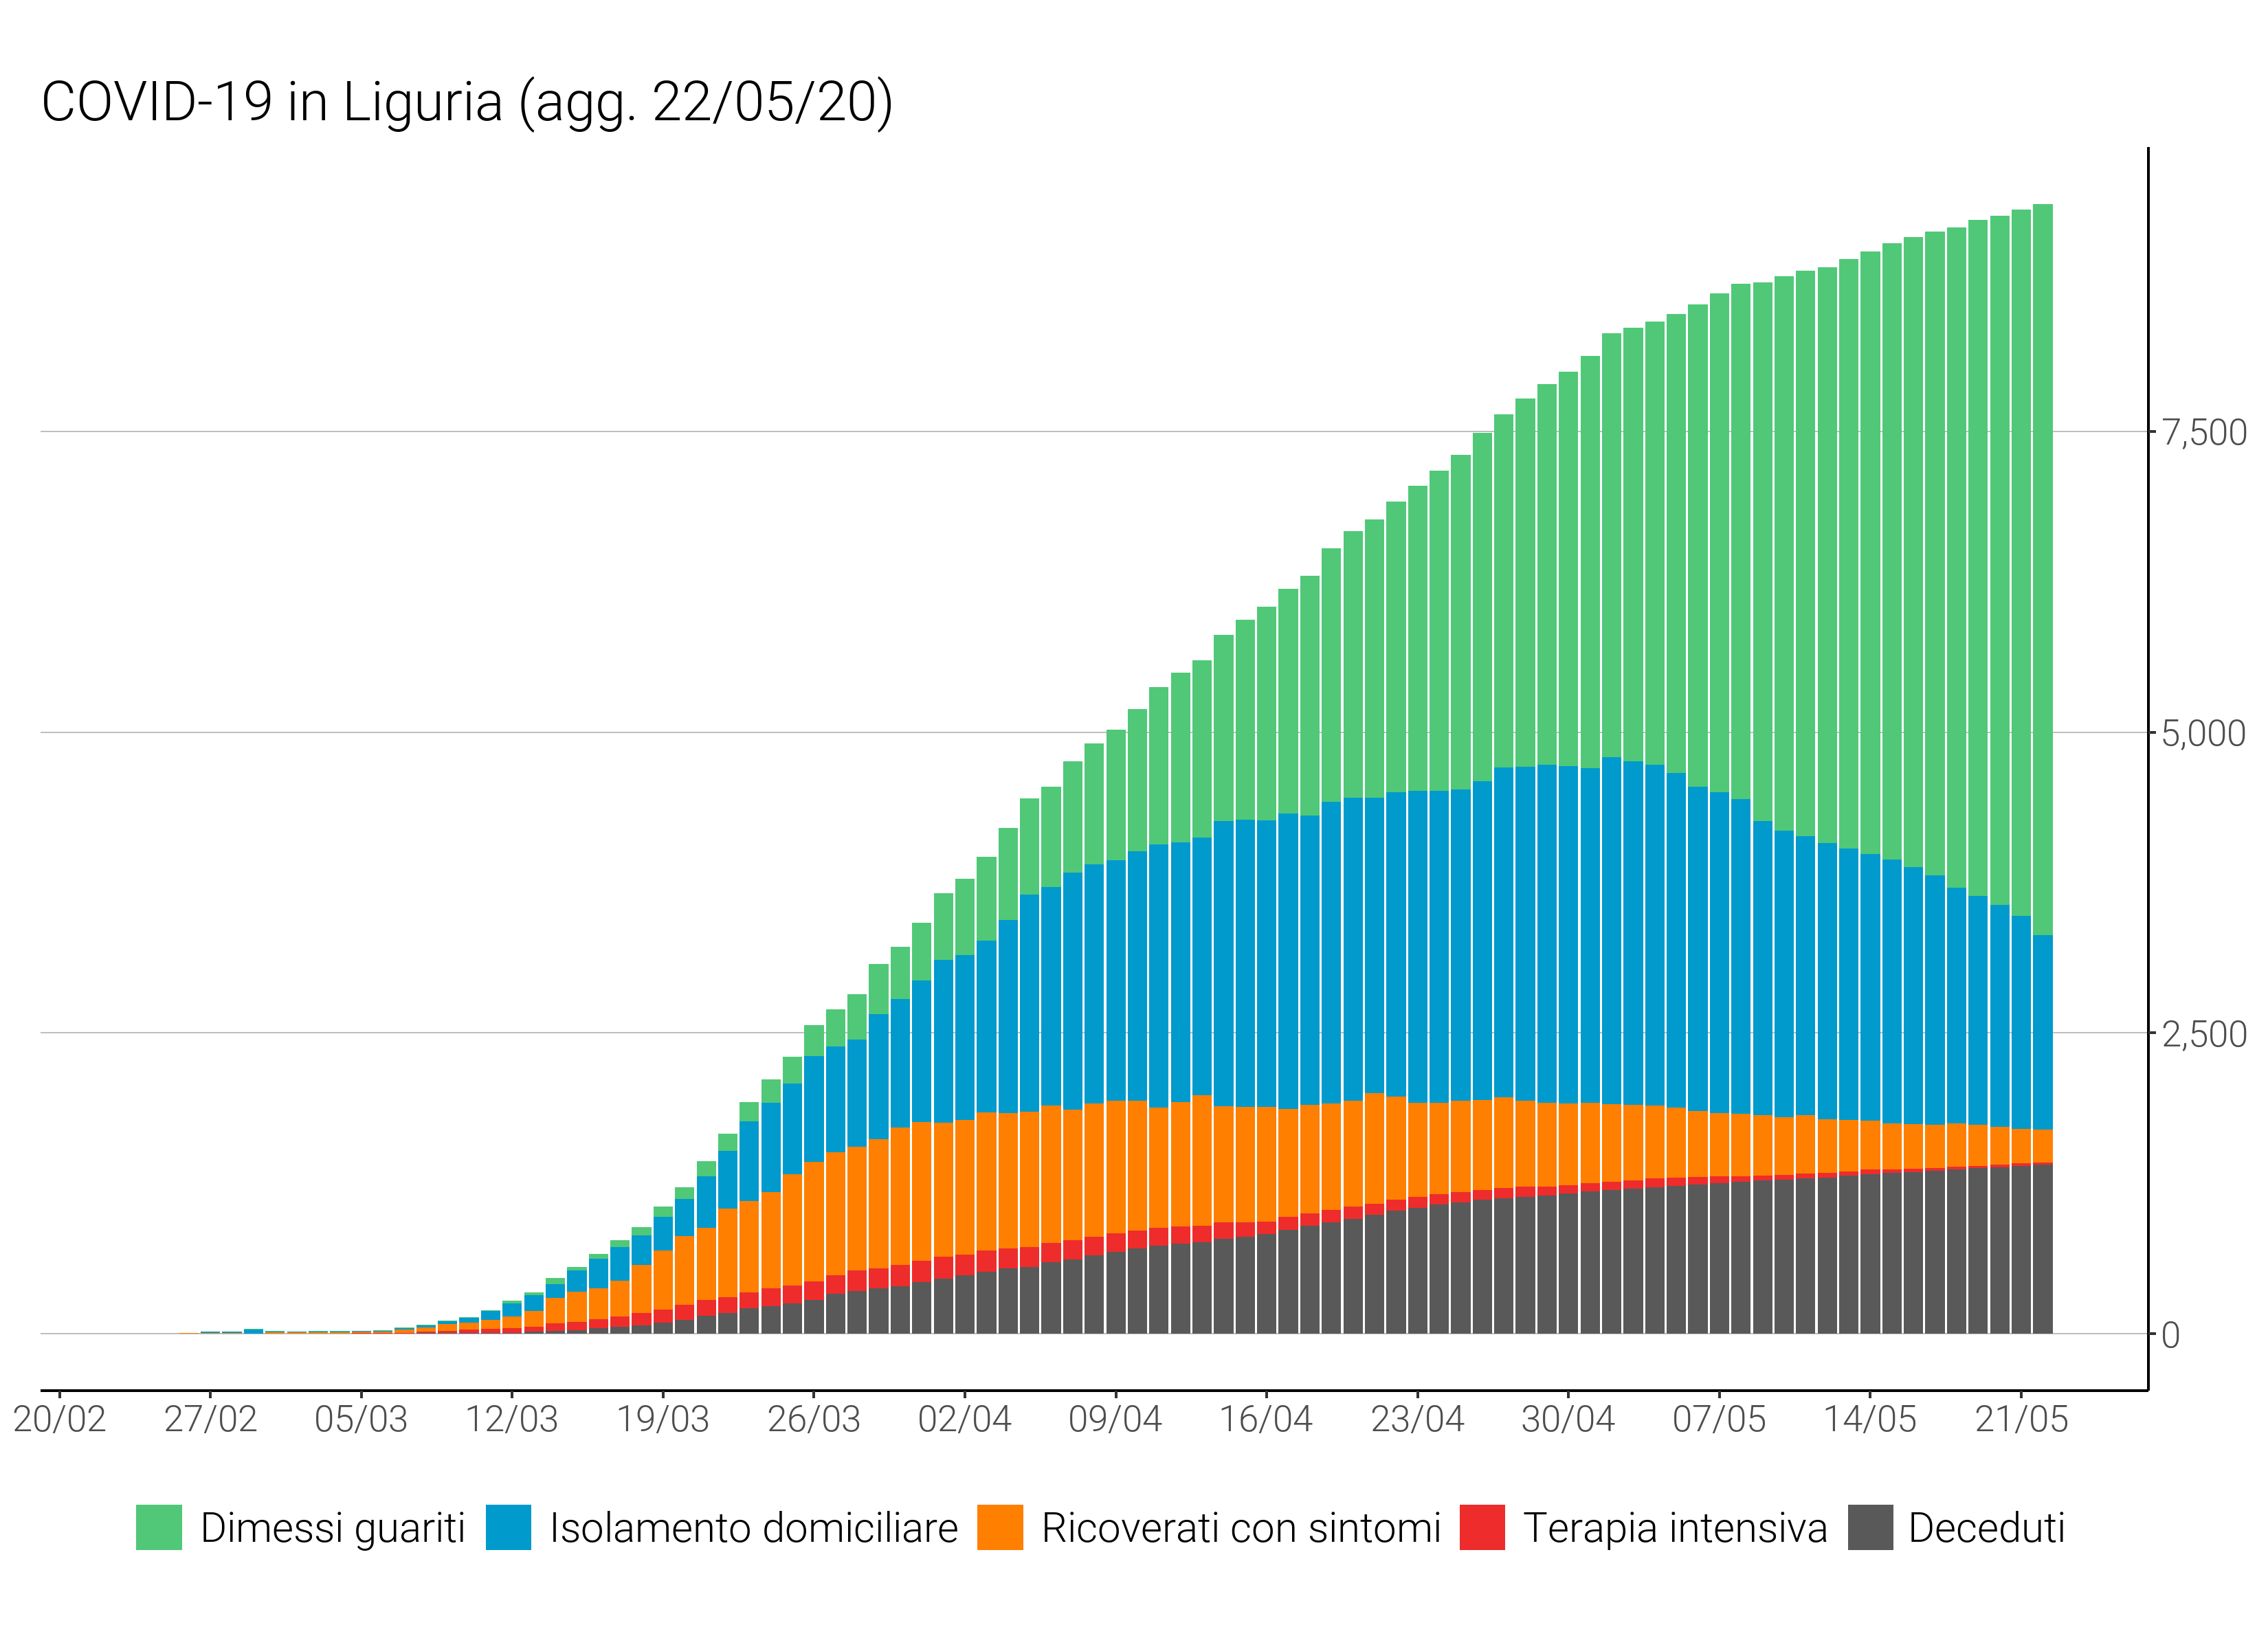 COVID-19 in Liguria (agg. 22/05/20)
7,500
5,000
2,500
0
20/02 27/02 05/03 12/03 19/03 26/03 02/04 09/04 16/04 23/04 30/04 07/05 14/05 21/05
Dimessi guariti Isolamento domiciliare Ricoverati con sintomi Terapia intensiva Deceduti